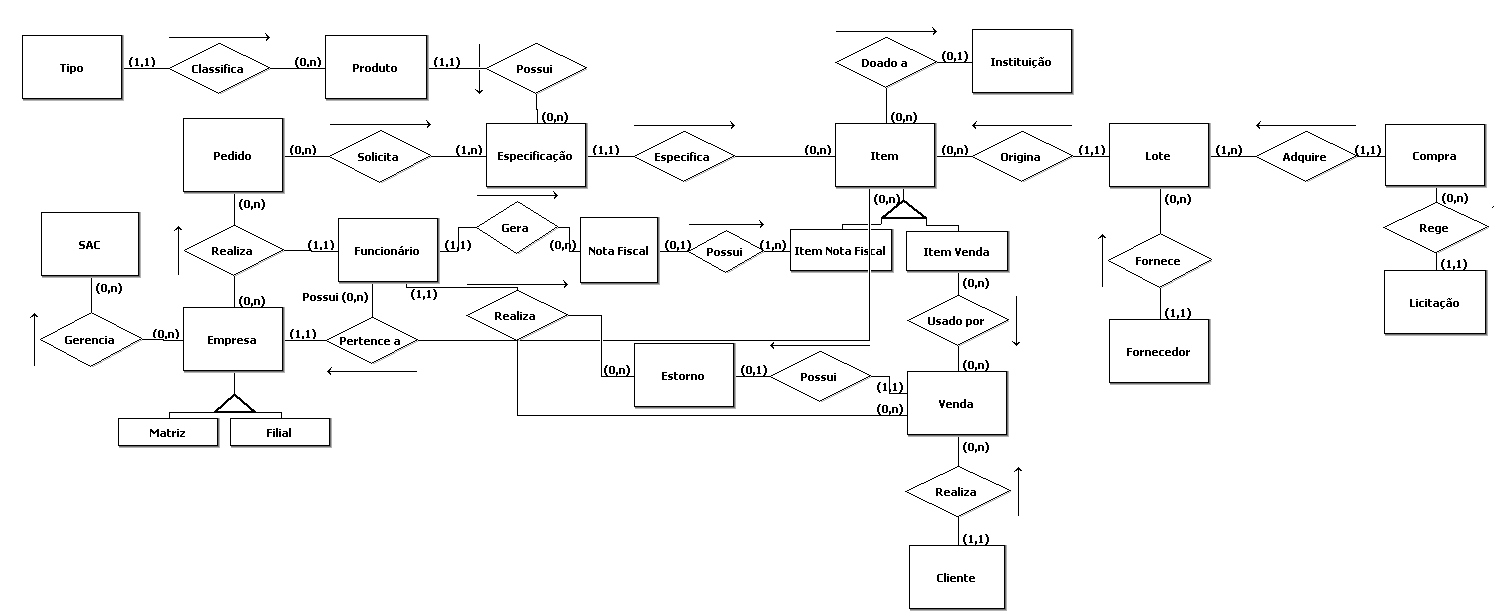 Tipo
(1,1)
Classifica
(0,n)
Produto
(1,1)
Possui
(0,n)
Doado a
(0,1)
Instituição
(0,n)
Pedido
(0,n)
Solicita
(1,n)
Especificação
(1,1)
Especifica
(0,n)
Item
(0,n)
Origina
(1,1)
Lote
(1,n)
Adquire
(1,1)
Compra
(0,n)
(0,n)
(0,n)
(0,n)
SAC
(0,n)
Realiza
(1,1)
Funcionário
(1,1)
Gera
(0,n)
Nota Fiscal
(0,1)
Possui
(1,n)
Item Nota Fiscal
Item Venda
(0,n)
Fornece
(1,1)
Fornecedor
Rege
(1,1)
Licitação
Gerencia
(0,n)
(0,n)
Empresa
(1,1)
Possui (0,n)
Pertence a
(1,1)
Realiza
(0,n)
Estorno
(0,1)
Possui
(1,1)
(0,n)
Usado por
(0,n)
Venda
(0,n)
Matriz
Filial
Realiza
(1,1)
Cliente